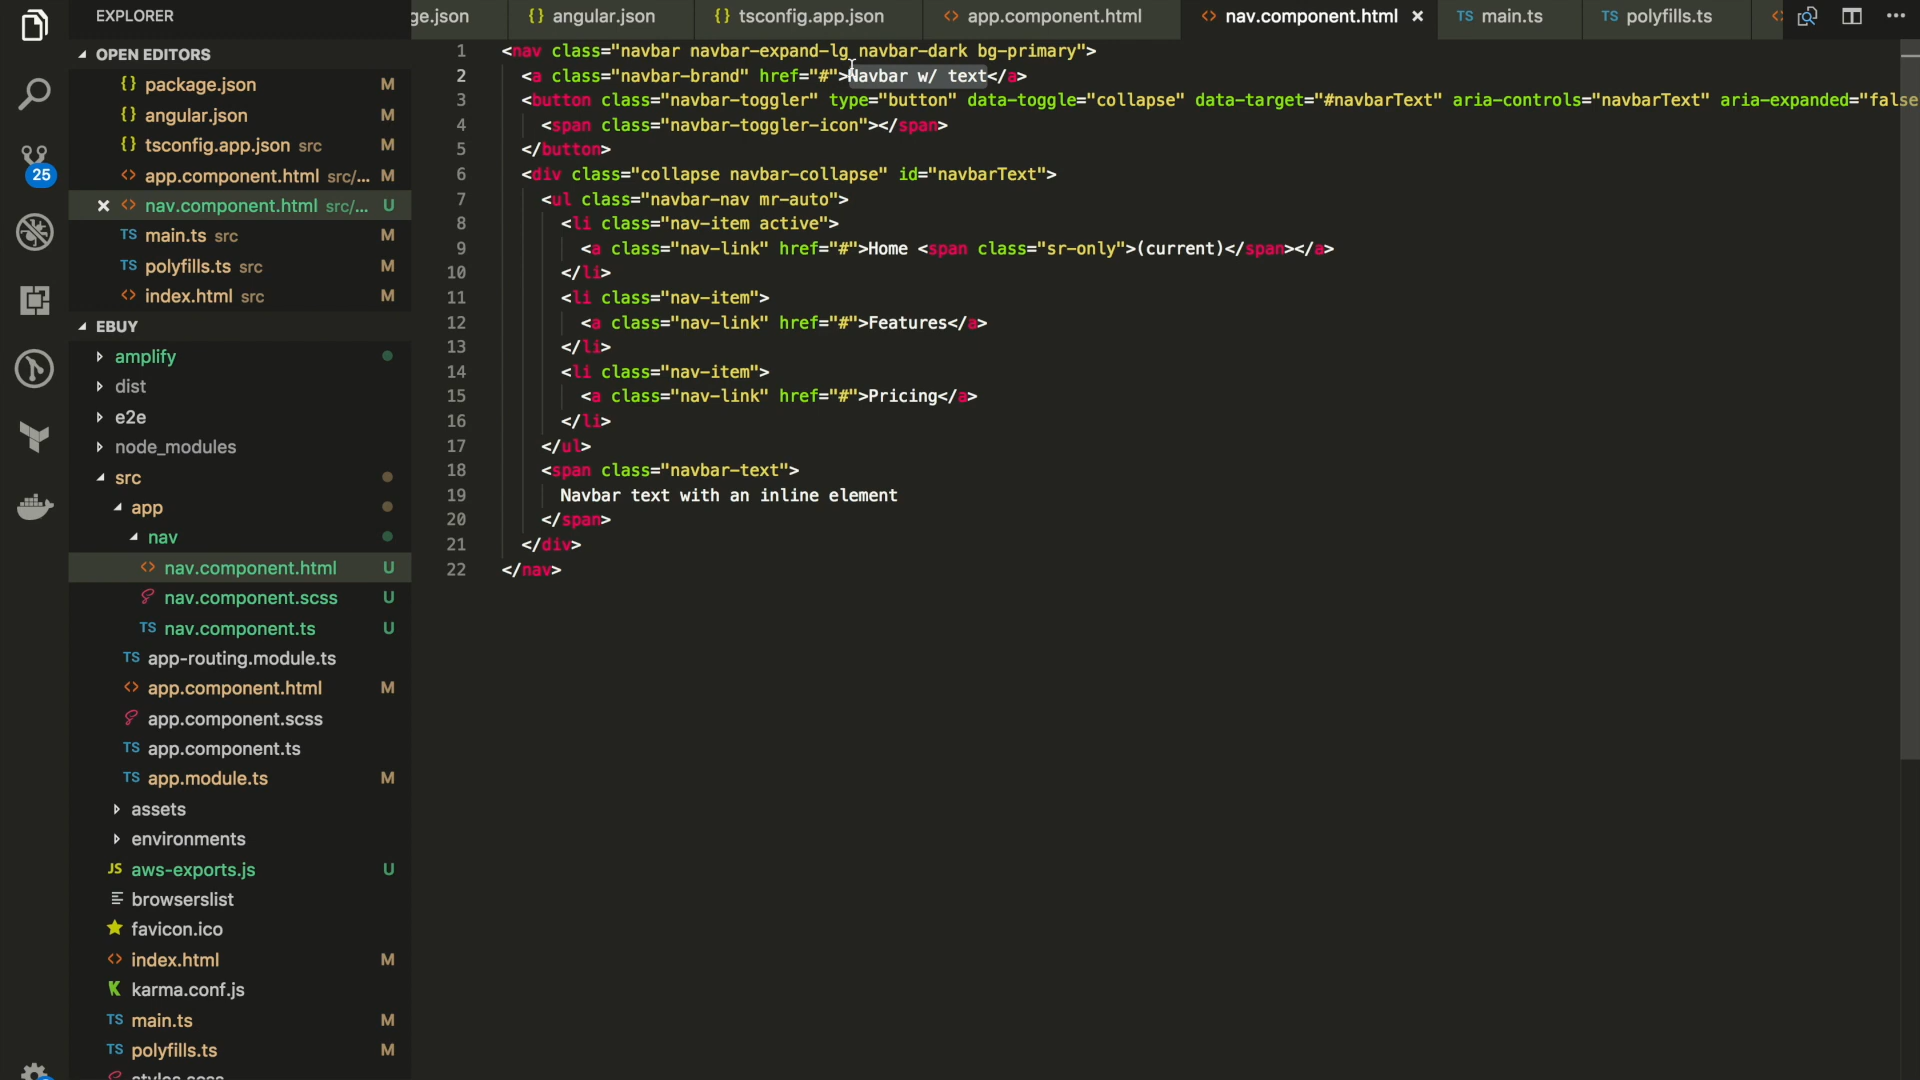 EXPLORER
OPEN EDITORS
{} package.json M
{} angular.json M
{} tsconfig.app.json src M
<> app.component.html src/... M
× <> nav.component.html src/... U
TS main.ts src M
TS polyfills.ts src M
<> index.html src M
25
EBUY
amplify
dist
e2e
node_modules
src
app
nav
<> nav.component.html U
nav.component.scss U
TS nav.component.ts U
TS app-routing.module.ts
<> app.component.html M
app.component.scss
TS app.component.ts
TS app.module.ts M
assets
environments
JS aws-exports.js U
browserslist
favicon.ico
<> index.html M
karma.conf.js
TS main.ts M
TS polyfills.ts M
ge.json {} angular.json {} tsconfig.app.json <> app.component.html <> nav.component.html × TS main.ts TS polyfills.ts <>
1 <nav class="navbar navbar-expand-lg navbar-dark bg-primary">
2 <a class="navbar-brand" href="#">Navbar w/ text</a>
3 <button class="navbar-toggler" type="button" data-toggle="collapse" data-target="#navbarText" aria-controls="navbarText" aria-expanded="false
4 <span class="navbar-toggler-icon"></span>
5 </button>
6 <div class="collapse navbar-collapse" id="navbarText">
7 <ul class="navbar-nav mr-auto">
8 <li class="nav-item active">
9 <a class="nav-link" href="#">Home <span class="sr-only">(current)</span></a>
10 </li>
11 <li class="nav-item">
12 <a class="nav-link" href="#">Features</a>
13 </li>
14 <li class="nav-item">
15 <a class="nav-link" href="#">Pricing</a>
16 </li>
17 </ul>
18 <span class="navbar-text">
19 Navbar text with an inline element
20 </span>
21 </div>
22 </nav>